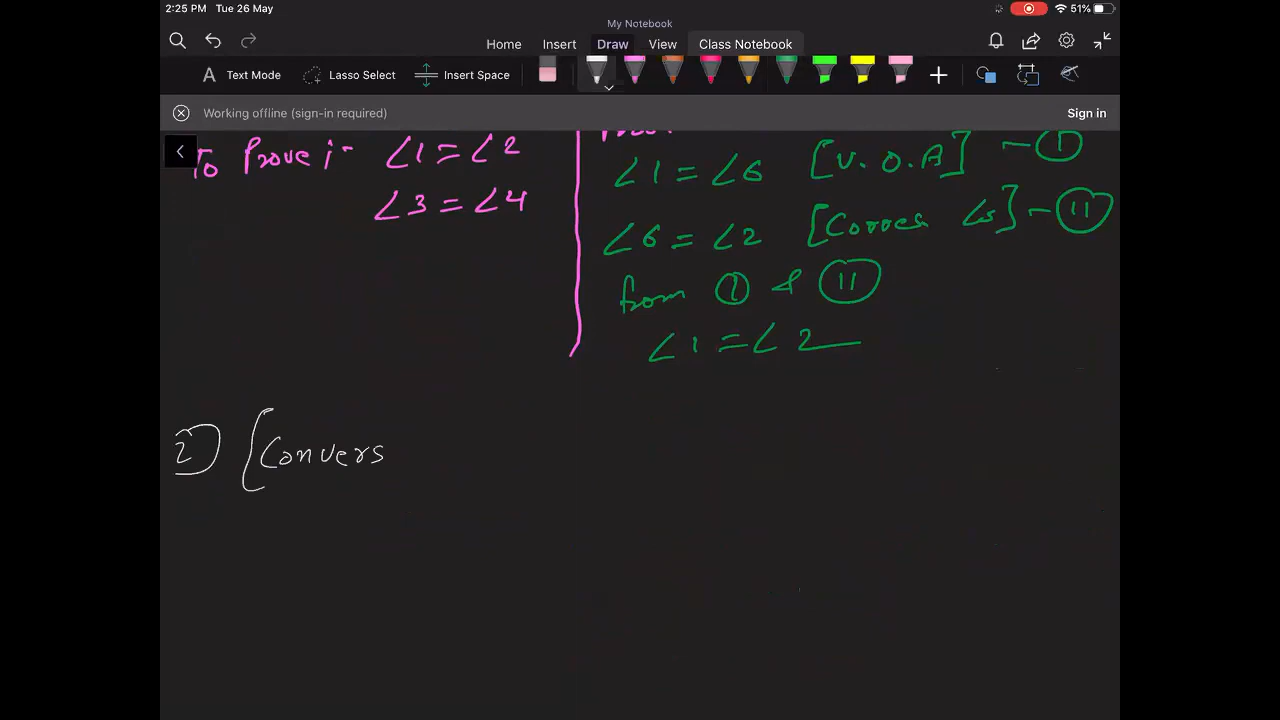 2:25 PM Tue 26 May
51%
My Notebook
Home Insert Draw View Class Notebook
Text Mode Lasso Select Insert Space
Working offline (sign-in required) Sign in
To Prove :- ∠1 = ∠2
∠3 = ∠4
∠1 = ∠6 [V.O.A] - I
∠6 = ∠2 [Corres ∠s] - II
from I & II
∠1 = ∠2
2) [Convers